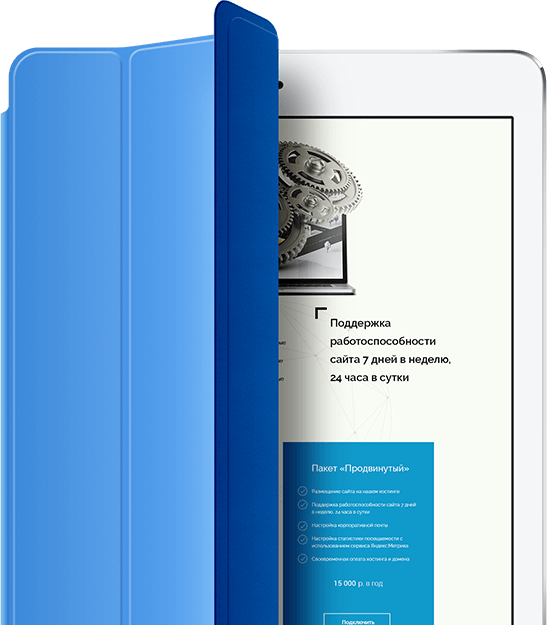 Поддержка
работоспособности
сайта 7 дней в неделю,
24 часа в сутки
Пакет «Продвинутый»
Размещение сайта на нашем хостинге
Поддержка работоспособности сайта 7 дней
в неделю, 24 часа в сутки
Настройка корпоративной почты
Настройка статистики посещаемости с
использованием сервиса Яндекс.Метрика
Своевременная оплата хостинга и домена
15 000 р. в год
Подключить